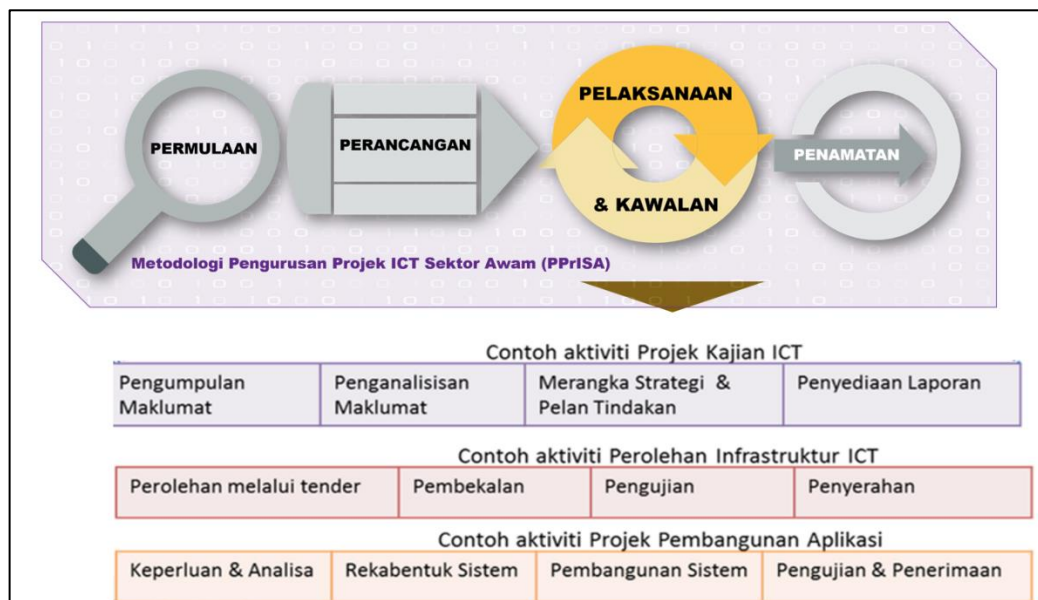 PERMULAAN
PERANCANGAN
PELAKSANAAN
& KAWALAN
PENAMATAN
Metodologi Pengurusan Projek ICT Sektor Awam (PPrISA)
Contoh aktiviti Projek Kajian ICT
Pengumpulan
Maklumat
Penganalisisan
Maklumat
Merangka Strategi &
Pelan Tindakan
Penyediaan Laporan
Contoh aktiviti Perolehan Infrastruktur ICT
Perolehan melalui tender
Pembekalan
Pengujian
Penyerahan
Contoh aktiviti Projek Pembangunan Aplikasi
Keperluan & Analisa
Rekabentuk Sistem
Pembangunan Sistem
Pengujian & Penerimaan